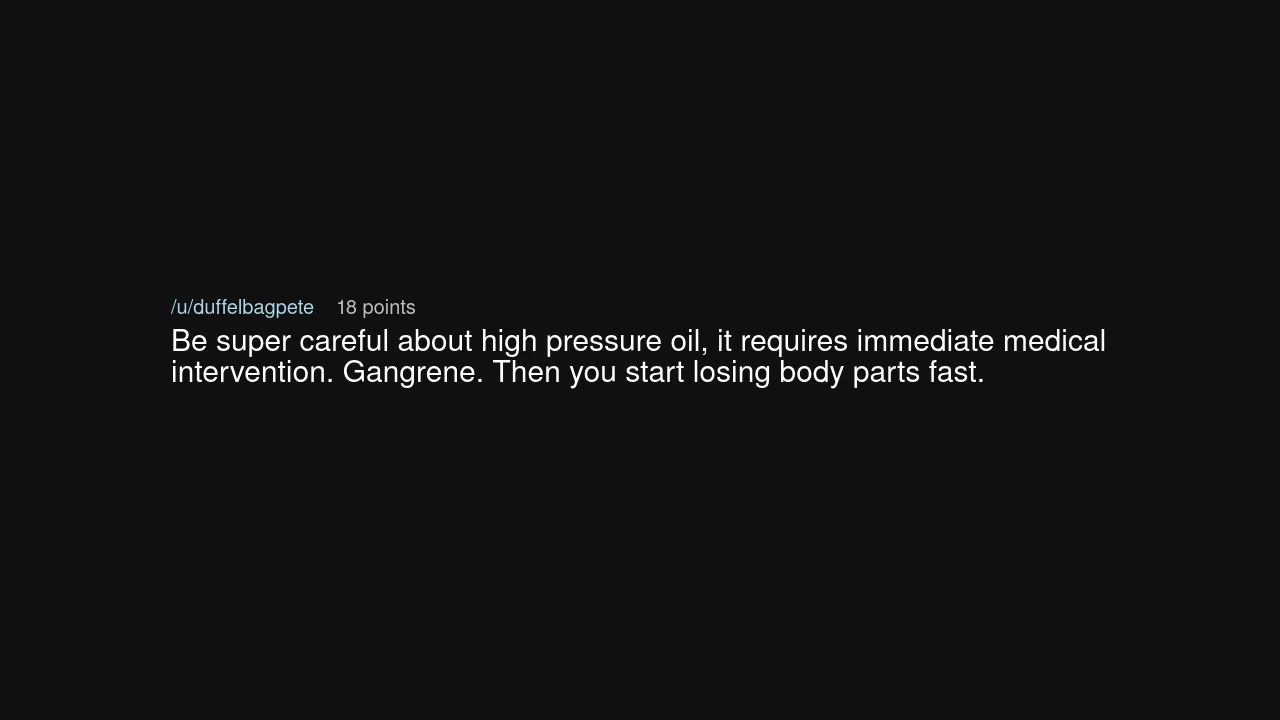 /u/duffelbagpete 18 points
Be super careful about high pressure oil, it requires immediate medical
intervention. Gangrene. Then you start losing body parts fast.